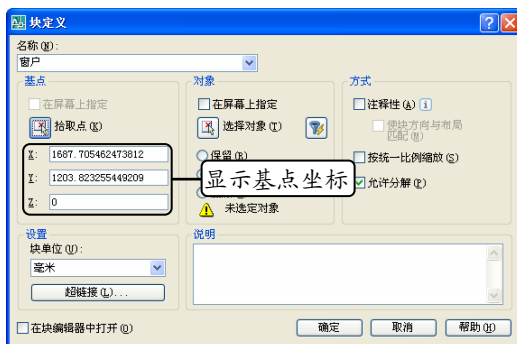 块定义
名称(N):
窗户
基点
在屏幕上指定
拾取点(K)
X: 1687.705462473812
Y: 1203.823255449209
Z: 0
对象
在屏幕上指定
选择对象(T)
保留(R)
未选定对象
方式
注释性(A)
使块方向与布局
匹配(M)
按统一比例缩放(S)
允许分解(P)
显示基点坐标
设置
块单位(U):
毫米
超链接(L)...
说明
在块编辑器中打开(O)
确定
取消
帮助(H)